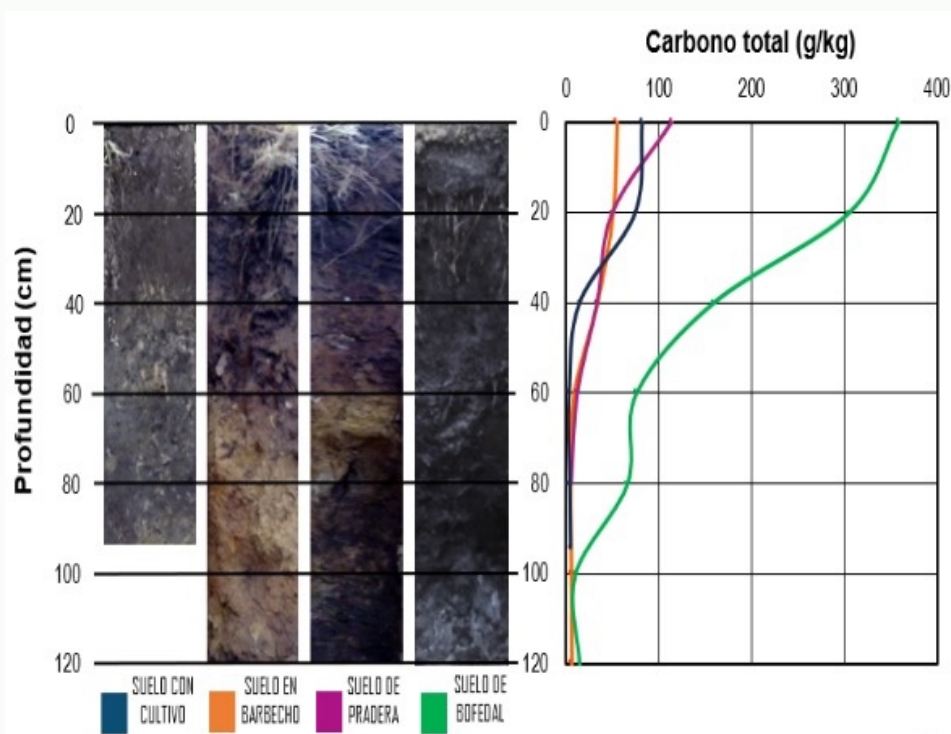 Carbono total (g/kg)
0 100 200 300 400
Profundidad (cm)
0 0
20 20
40 40
60 60
80 80
100 100
120 120
SUELO CON
CULTIVO
SUELO EN
BARBECHO
SUELO DE
PRADERA
SUELO DE
BOFEDAL